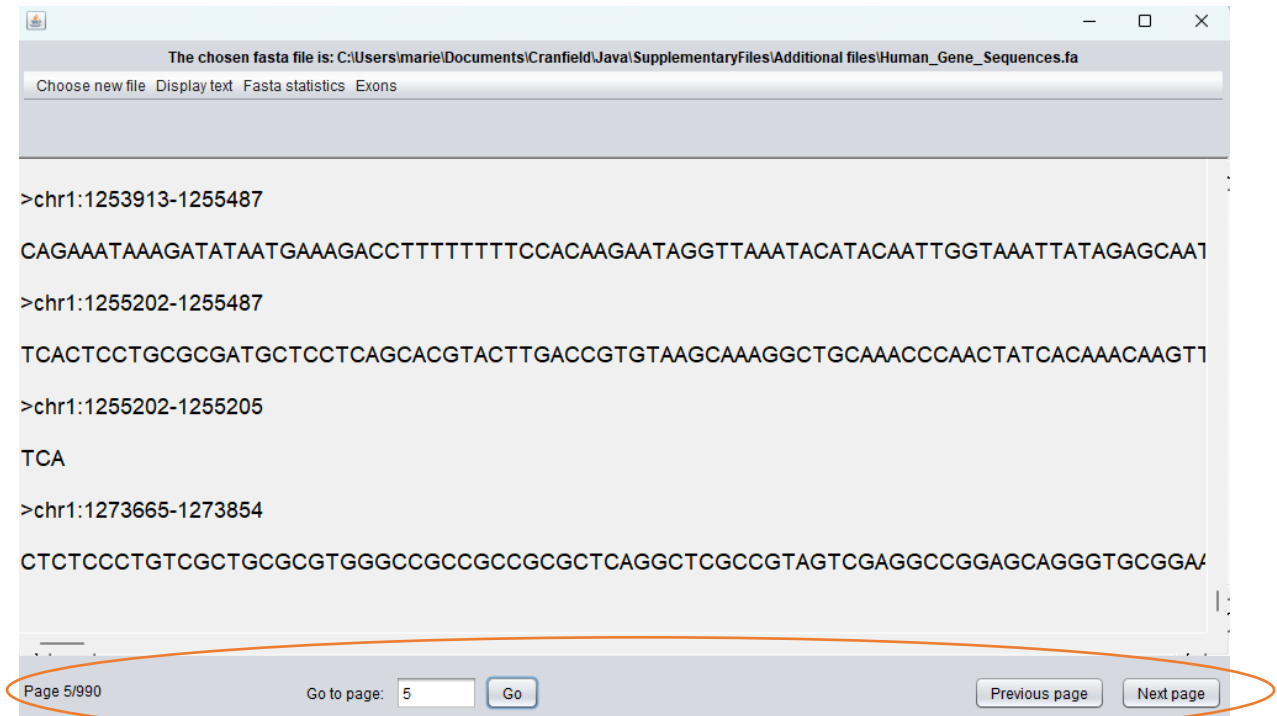 The chosen fasta file is: C:\Users\marie\Documents\Cranfield\Java\SupplementaryFiles\Additional files\Human_Gene_Sequences.fa
Choose new file Display text Fasta statistics Exons
>chr1:1253913-1255487
CAGAAATAAAGATATAATGAAAGACCTTTTTTTTCCACAAGAATAGGTTAAATACATACAATTGGTAAATTATAGAGCAAT
>chr1:1255202-1255487
TCACTCCTGCGCGATGCTCCTCAGCACGTACTTGACCGTGTAAGCAAAGGCTGCAAACCCAACTATCACAAACAAGTT
>chr1:1255202-1255205
TCA
>chr1:1273665-1273854
CTCTCCCTGTCGCTGCGCGTGGGCCGCCGCCGCGCTCAGGCTCGCCGTAGTCGAGGCCGGAGCAGGGTGCGGAA
Page 5/990 Go to page: 5 Go Previous page Next page